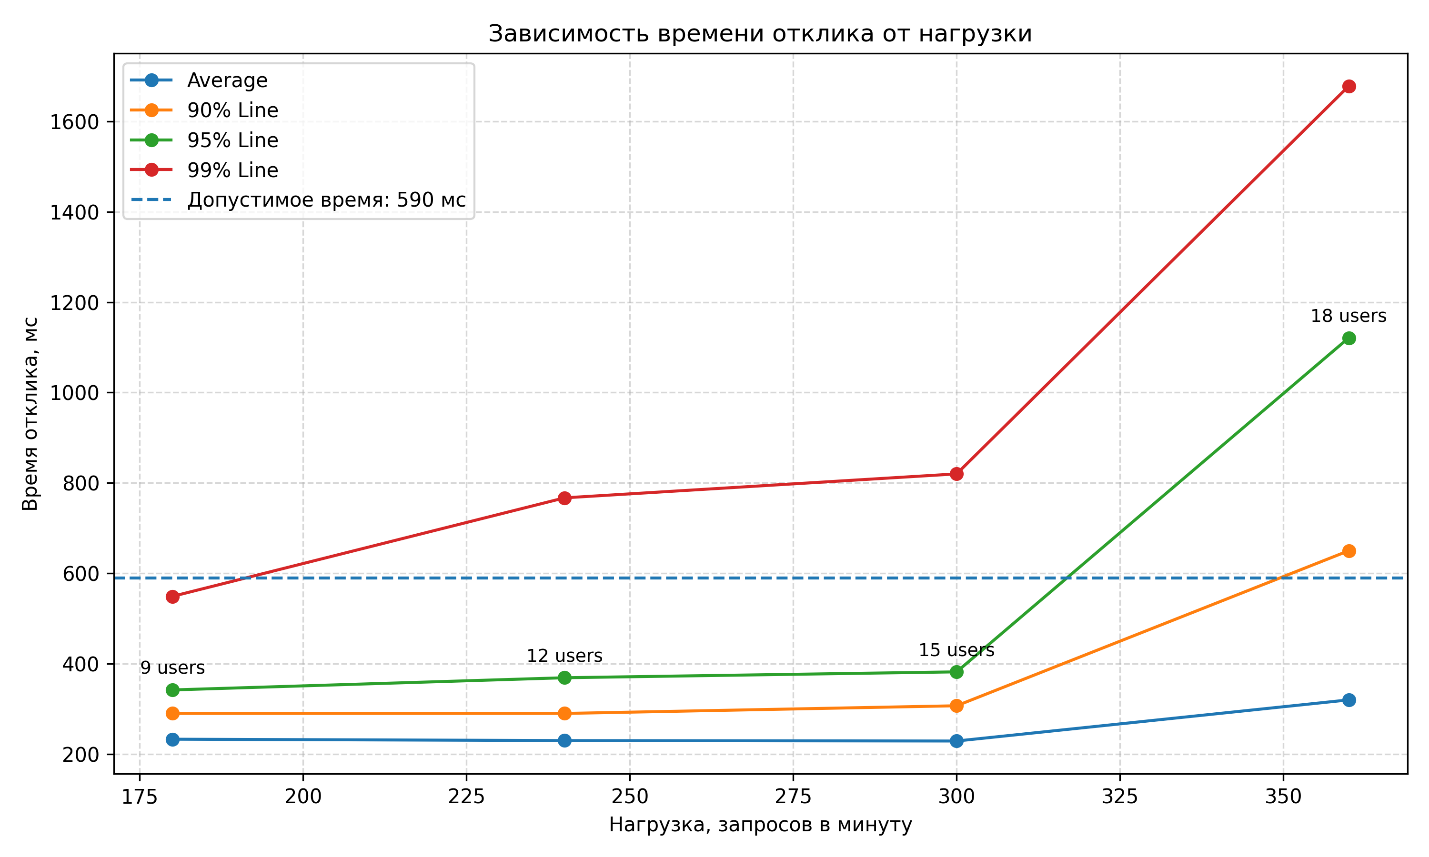 Зависимость времени отклика от нагрузки
Average
90% Line
95% Line
99% Line
Допустимое время: 590 мс
Время отклика, мс
1600
1400
1200
1000
800
600
400
200
9 users
12 users
15 users
18 users
175
200
225
250
275
300
325
350
Нагрузка, запросов в минуту